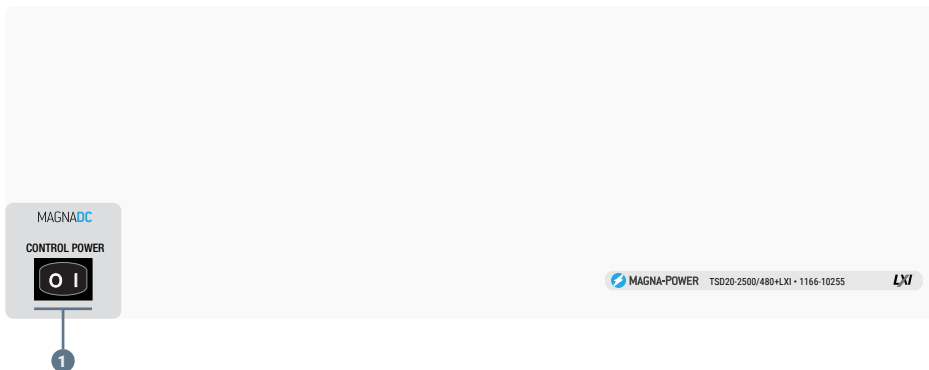 MAGNADC
CONTROL POWER
O I
MAGNA-POWER TSD20-2500/480+LXI • 1166-10255 LXI
1